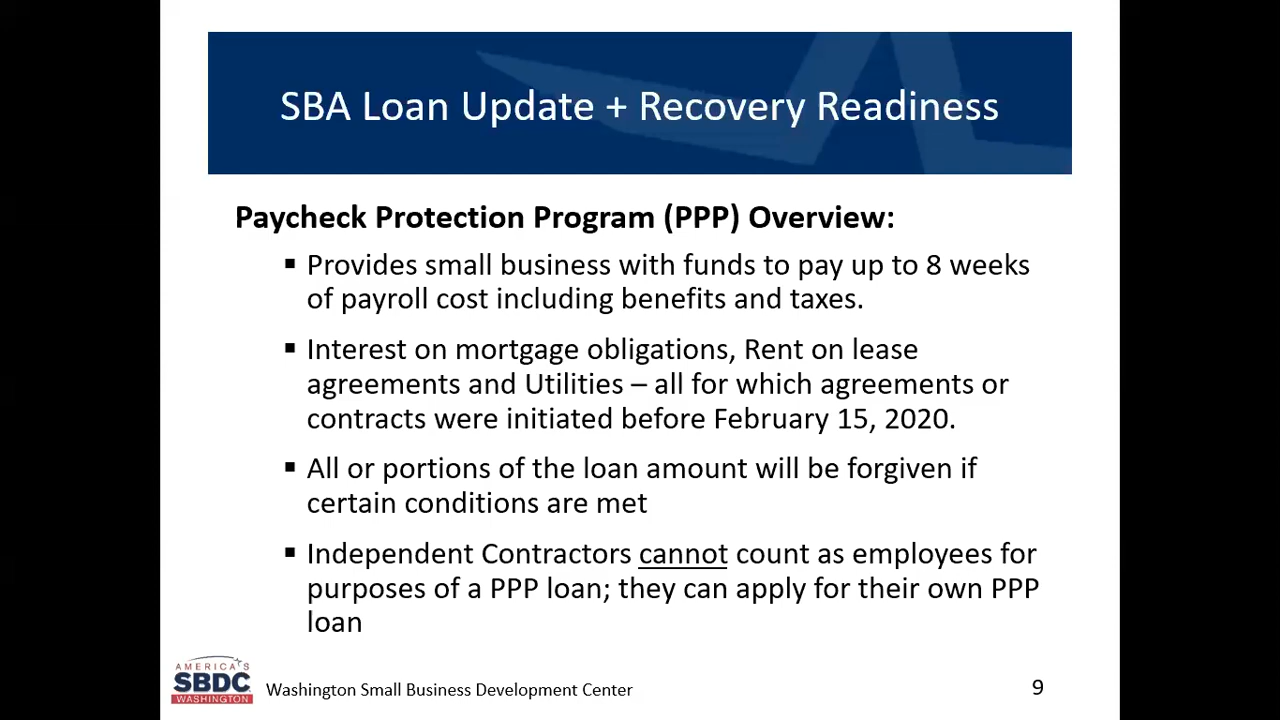 SBA Loan Update + Recovery Readiness
Paycheck Protection Program (PPP) Overview:
▪ Provides small business with funds to pay up to 8 weeks
of payroll cost including benefits and taxes.
▪ Interest on mortgage obligations, Rent on lease
agreements and Utilities – all for which agreements or
contracts were initiated before February 15, 2020.
▪ All or portions of the loan amount will be forgiven if
certain conditions are met
▪ Independent Contractors cannot count as employees for
purposes of a PPP loan; they can apply for their own PPP
loan
AMERICA'S
SBDC
WASHINGTON
Washington Small Business Development Center
9